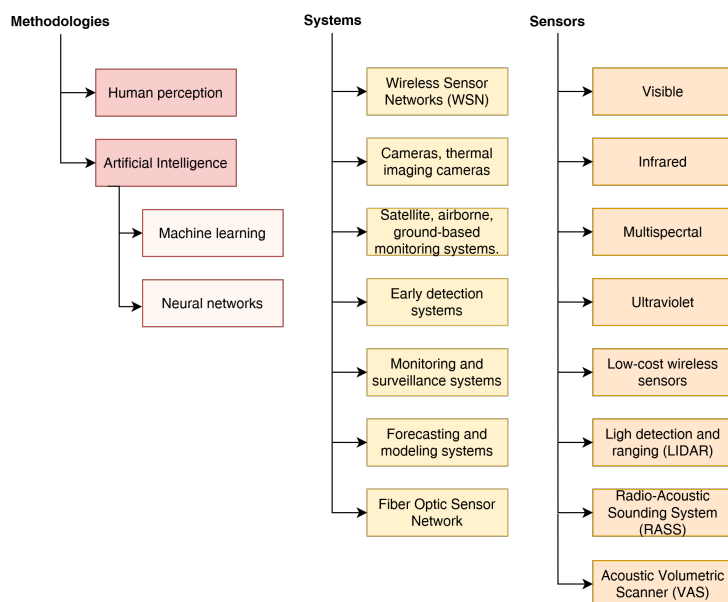 Methodologies
Human perception
Artificial Intelligence
Machine learning
Neural networks
Systems
Wireless Sensor
Networks (WSN)
Cameras, thermal
imaging cameras
Satellite, airborne,
ground-based
monitoring systems.
Early detection
systems
Monitoring and
surveillance systems
Forecasting and
modeling systems
Fiber Optic Sensor
Network
Sensors
Visible
Infrared
Multispecrtal
Ultraviolet
Low-cost wireless
sensors
Ligh detection and
ranging (LIDAR)
Radio-Acoustic
Sounding System
(RASS)
Acoustic Volumetric
Scanner (VAS)